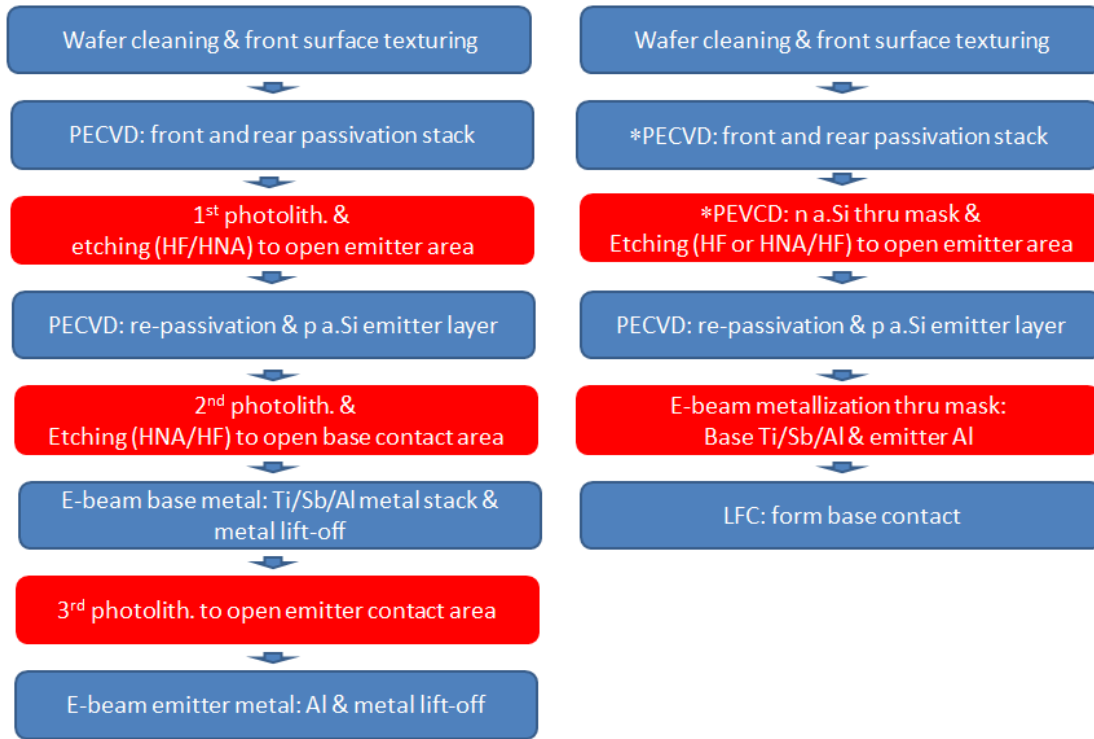 Wafer cleaning & front surface texturing
PECVD: front and rear passivation stack
1st photolith. &
etching (HF/HNA) to open emitter area
PECVD: re-passivation & p a.Si emitter layer
2nd photolith. &
Etching (HNA/HF) to open base contact area
E-beam base metal: Ti/Sb/Al metal stack &
metal lift-off
3rd photolith. to open emitter contact area
E-beam emitter metal: Al & metal lift-off
Wafer cleaning & front surface texturing
*PECVD: front and rear passivation stack
*PEVCD: n a.Si thru mask &
Etching (HF or HNA/HF) to open emitter area
PECVD: re-passivation & p a.Si emitter layer
E-beam metallization thru mask:
Base Ti/Sb/Al & emitter Al
LFC: form base contact